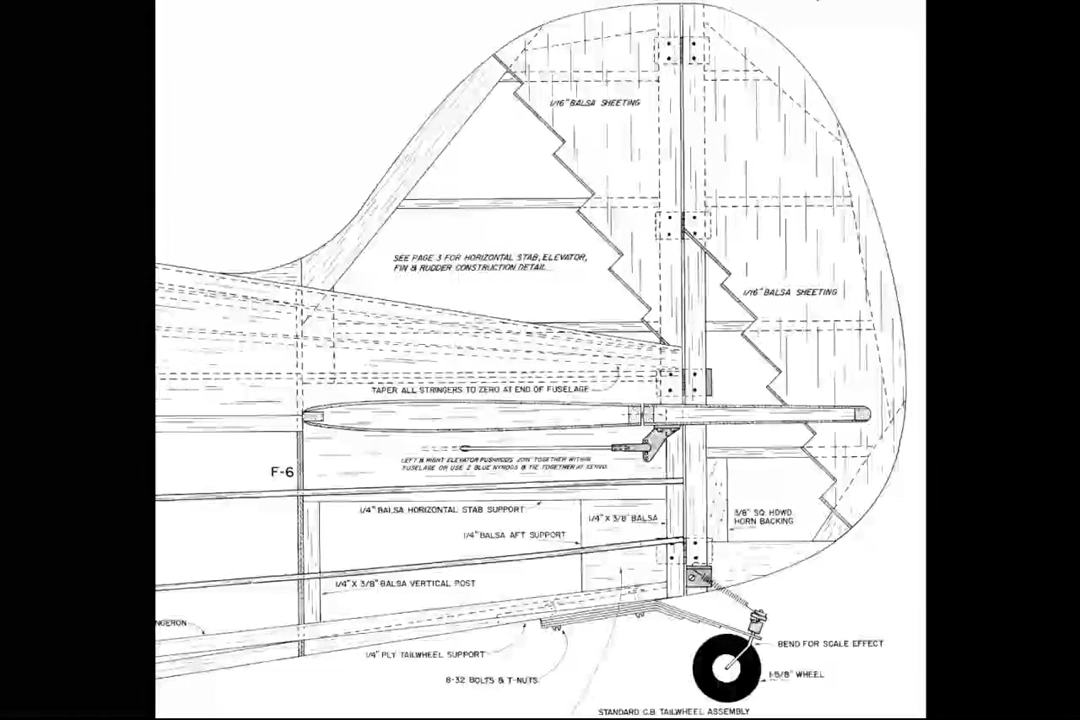 1/16" BALSA SHEETING
SEE PAGE 3 FOR HORIZONTAL STAB, ELEVATOR,
FIN & RUDDER CONSTRUCTION DETAIL.
1/16" BALSA SHEETING
TAPER ALL STRINGERS TO ZERO AT END OF FUSELAGE
LEFT & RIGHT ELEVATOR PUSHRODS JOIN TOGETHER WITHIN
FUSELAGE OR USE 2 BLUE NYRODS & TIE TOGETHER AT SERVO.
F-6
1/4" BALSA HORIZONTAL STAB SUPPORT
1/4" X 3/8" BALSA
3/8" SQ. HDWD.
HORN BACKING
1/4" BALSA AFT SUPPORT
1/4" X 3/8" BALSA VERTICAL POST
NGERON
1/4" PLY TAILWHEEL SUPPORT
BEND FOR SCALE EFFECT
8-32 BOLTS & T-NUTS
1-5/8" WHEEL
STANDARD C.B. TAILWHEEL ASSEMBLY